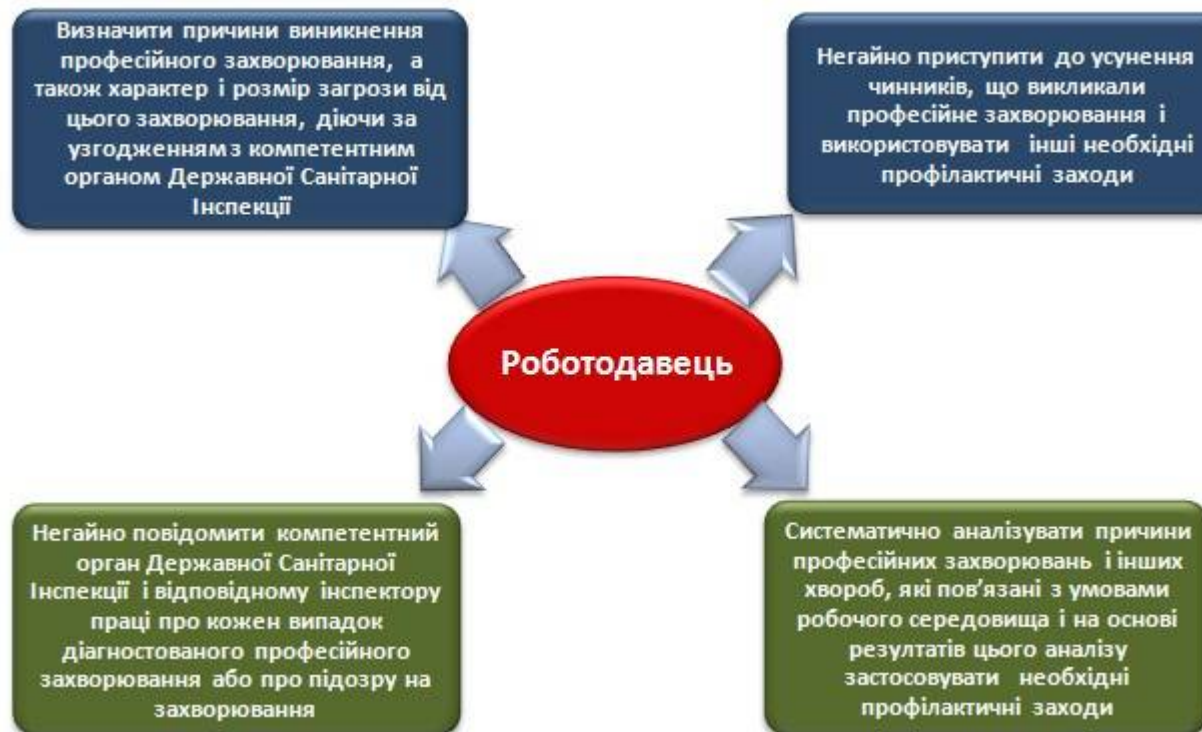 Визначити причини виникнення
професійного захворювання, а
також характер і розмір загрози від
цього захворювання, діючи за
узгодженням з компетентним
органом Державної Санітарної
Інспекції
Негайно приступити до усунення
чинників, що викликали
професійне захворювання і
використовувати інші необхідні
профілактичні заходи
Роботодавець
Негайно повідомити компетентний
орган Державної Санітарної
Інспекції і відповідному інспектору
праці про кожен випадок
діагностованого професійного
захворювання або про підозру на
захворювання
Систематично аналізувати причини
професійних захворювань і інших
хвороб, які пов'язані з умовами
робочого середовища і на основі
резултатів цього аналізу
застосовувати необхідні
профілактичні заходи